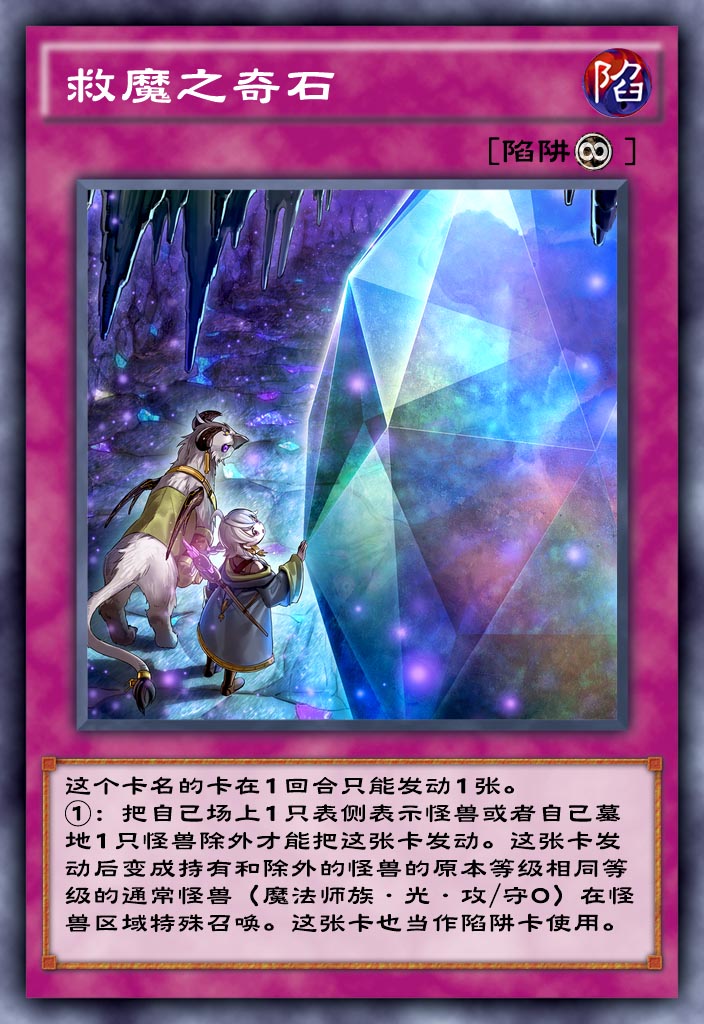 救魔之奇石
陷
[陷阱∞]
这个卡名的卡在1回合只能发动1张。
①：把自己场上1只表侧表示怪兽或者自己墓
地1只怪兽除外才能把这张卡发动。这张卡发
动后变成持有和除外的怪兽的原本等级相同等
级的通常怪兽（魔法师族·光·攻/守0）在怪
兽区域特殊召唤。这张卡也当作陷阱卡使用。